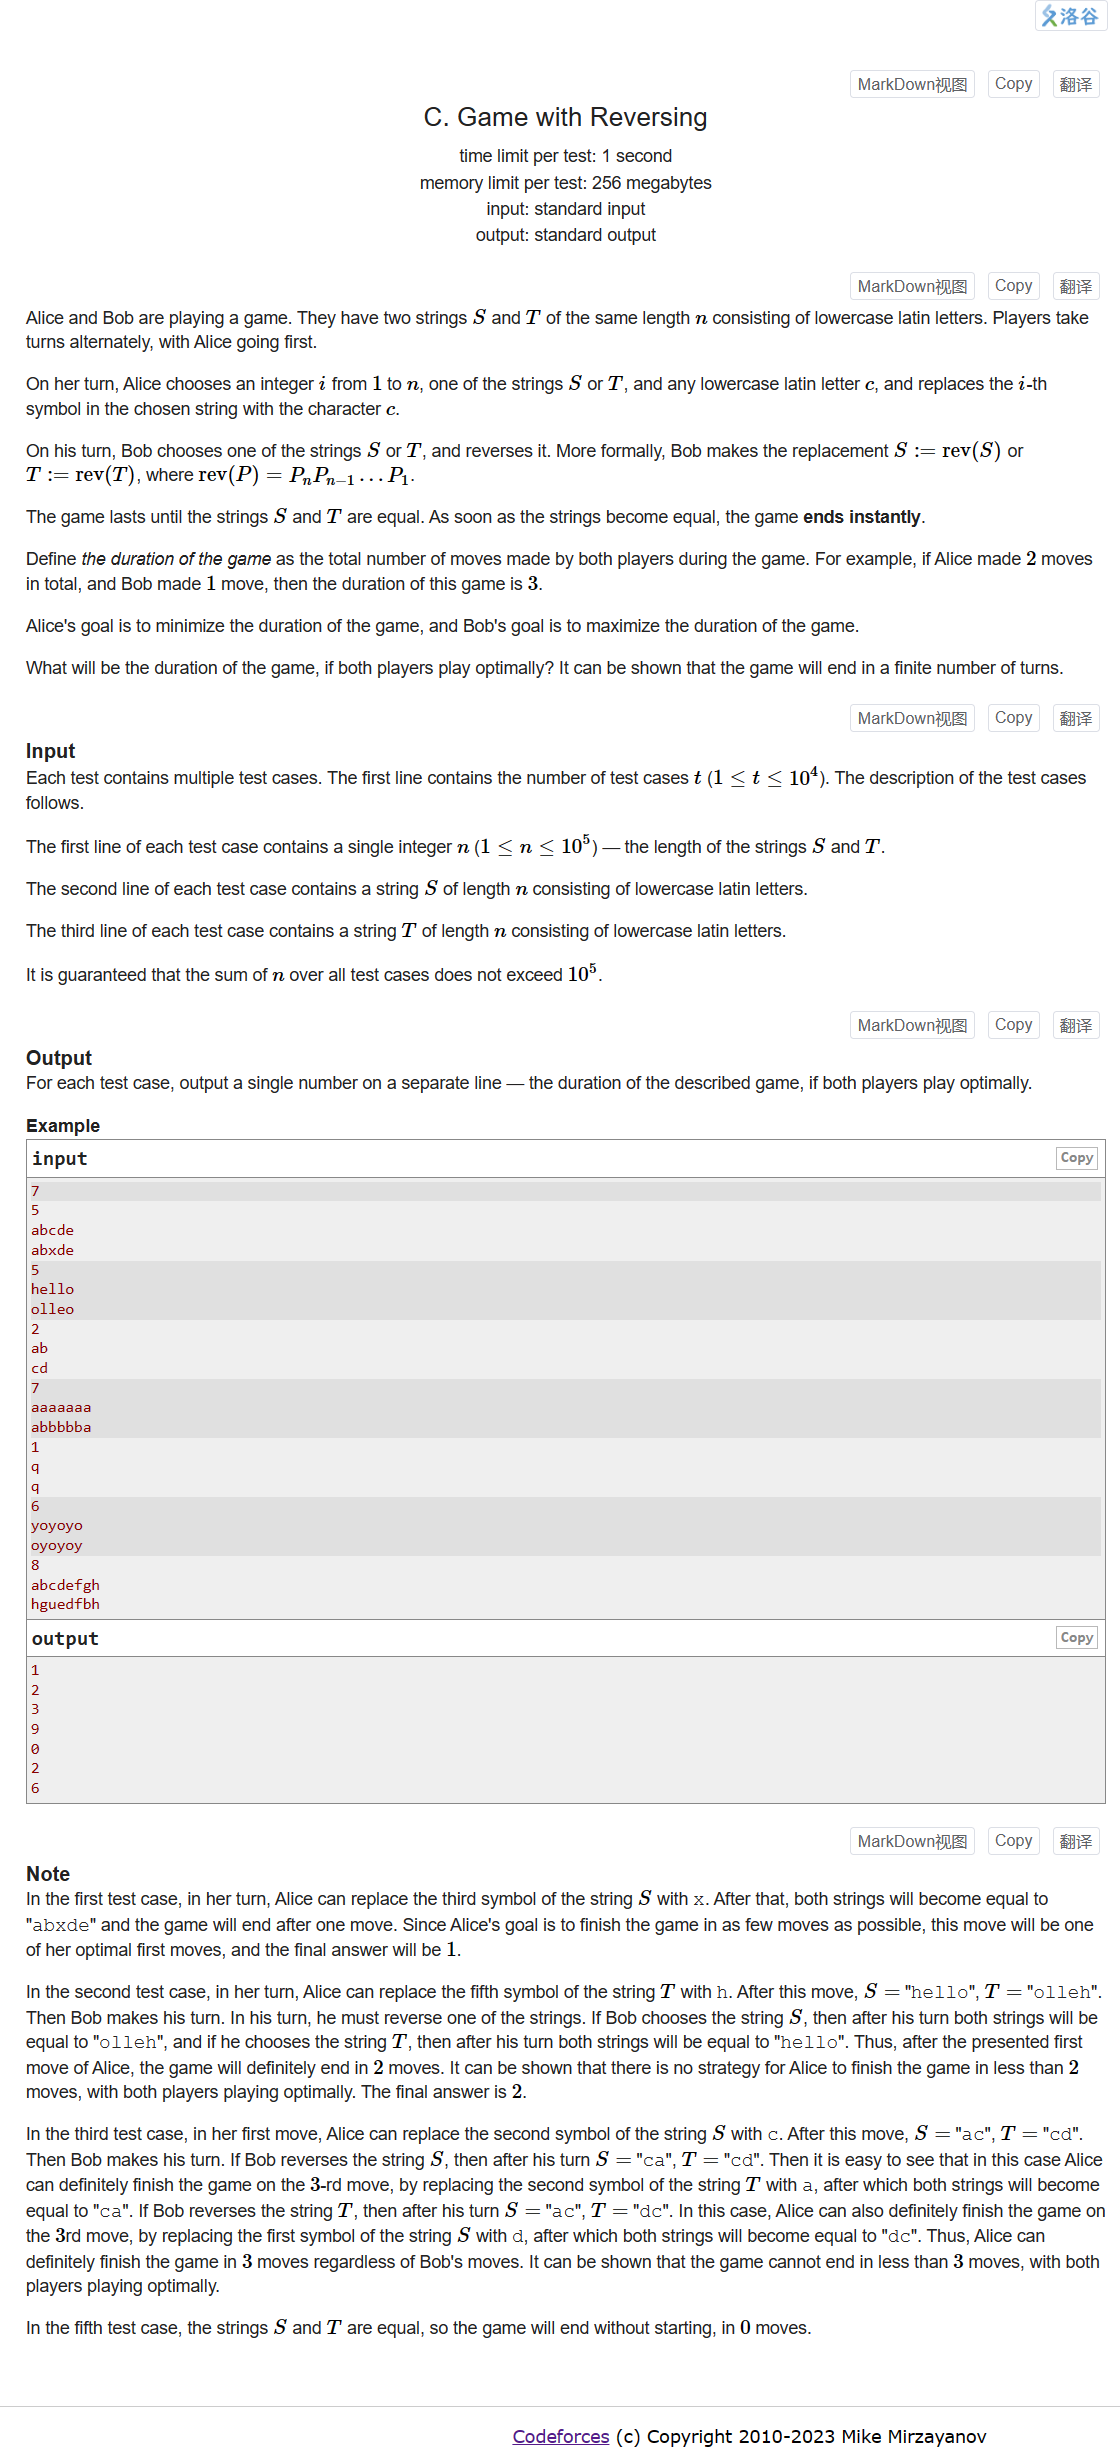 洛谷
MarkDown视图 Copy 翻译
C. Game with Reversing
time limit per test: 1 second
memory limit per test: 256 megabytes
input: standard input
output: standard output
MarkDown视图 Copy 翻译
Alice and Bob are playing a game. They have two strings S and T of the same length n consisting of lowercase latin letters. Players take
turns alternately, with Alice going first.
On her turn, Alice chooses an integer i from 1 to n, one of the strings S or T, and any lowercase latin letter c, and replaces the i-th
symbol in the chosen string with the character c.
On his turn, Bob chooses one of the strings S or T, and reverses it. More formally, Bob makes the replacement S := rev(S) or
T := rev(T), where rev(P) = PₙPₙ₋₁ … P₁.
The game lasts until the strings S and T are equal. As soon as the strings become equal, the game ends instantly.
Define the duration of the game as the total number of moves made by both players during the game. For example, if Alice made 2 moves
in total, and Bob made 1 move, then the duration of this game is 3.
Alice's goal is to minimize the duration of the game, and Bob's goal is to maximize the duration of the game.
What will be the duration of the game, if both players play optimally? It can be shown that the game will end in a finite number of turns.
MarkDown视图 Copy 翻译
Input
Each test contains multiple test cases. The first line contains the number of test cases t (1 ≤ t ≤ 10⁴). The description of the test cases
follows.
The first line of each test case contains a single integer n (1 ≤ n ≤ 10⁵) — the length of the strings S and T.
The second line of each test case contains a string S of length n consisting of lowercase latin letters.
The third line of each test case contains a string T of length n consisting of lowercase latin letters.
It is guaranteed that the sum of n over all test cases does not exceed 10⁵.
MarkDown视图 Copy 翻译
Output
For each test case, output a single number on a separate line — the duration of the described game, if both players play optimally.
Example
input Copy
7
5
abcde
abxde
5
hello
olleo
2
ab
cd
7
aaaaaaa
abbbbba
1
q
q
6
yoyoyo
oyoyoy
8
abcdefgh
hguedfbh
output Copy
1
2
3
9
0
2
6
MarkDown视图 Copy 翻译
Note
In the first test case, in her turn, Alice can replace the third symbol of the string S with x. After that, both strings will become equal to
"abxde" and the game will end after one move. Since Alice's goal is to finish the game in as few moves as possible, this move will be one
of her optimal first moves, and the final answer will be 1.
In the second test case, in her turn, Alice can replace the fifth symbol of the string T with h. After this move, S = "hello", T = "olleh".
Then Bob makes his turn. In his turn, he must reverse one of the strings. If Bob chooses the string S, then after his turn both strings will be
equal to "olleh", and if he chooses the string T, then after his turn both strings will be equal to "hello". Thus, after the presented first
move of Alice, the game will definitely end in 2 moves. It can be shown that there is no strategy for Alice to finish the game in less than 2
moves, with both players playing optimally. The final answer is 2.
In the third test case, in her first move, Alice can replace the second symbol of the string S with c. After this move, S = "ac", T = "cd".
Then Bob makes his turn. If Bob reverses the string S, then after his turn S = "ca", T = "cd". Then it is easy to see that in this case Alice
can definitely finish the game on the 3-rd move, by replacing the second symbol of the string T with a, after which both strings will become
equal to "ca". If Bob reverses the string T, then after his turn S = "ac", T = "dc". In this case, Alice can also definitely finish the game on
the 3rd move, by replacing the first symbol of the string S with d, after which both strings will become equal to "dc". Thus, Alice can
definitely finish the game in 3 moves regardless of Bob's moves. It can be shown that the game cannot end in less than 3 moves, with both
players playing optimally.
In the fifth test case, the strings S and T are equal, so the game will end without starting, in 0 moves.
Codeforces (c) Copyright 2010-2023 Mike Mirzayanov